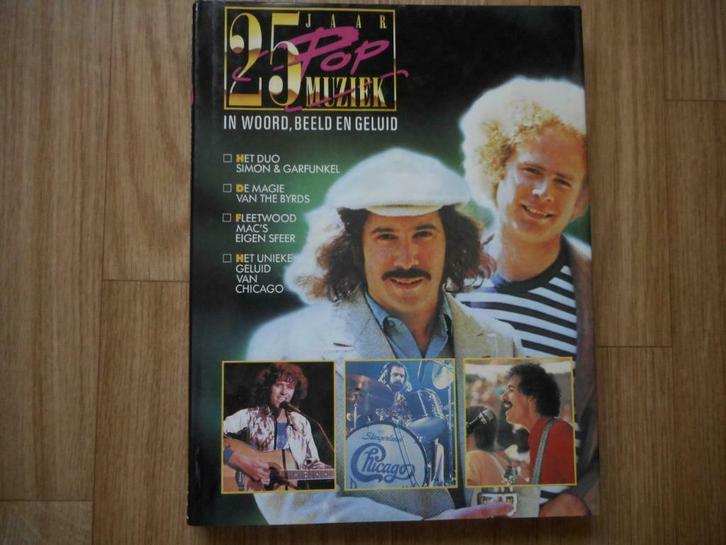 25 JAAR
Pop
MUZIEK
IN WOORD, BEELD EN GELUID
HET DUO
SIMON & GARFUNKEL
DE MAGIE
VAN THE BYRDS
FLEETWOOD
MAC'S
EIGEN SFEER
HET UNIEKE
GELUID
VAN
CHICAGO
Slingerland
Chicago